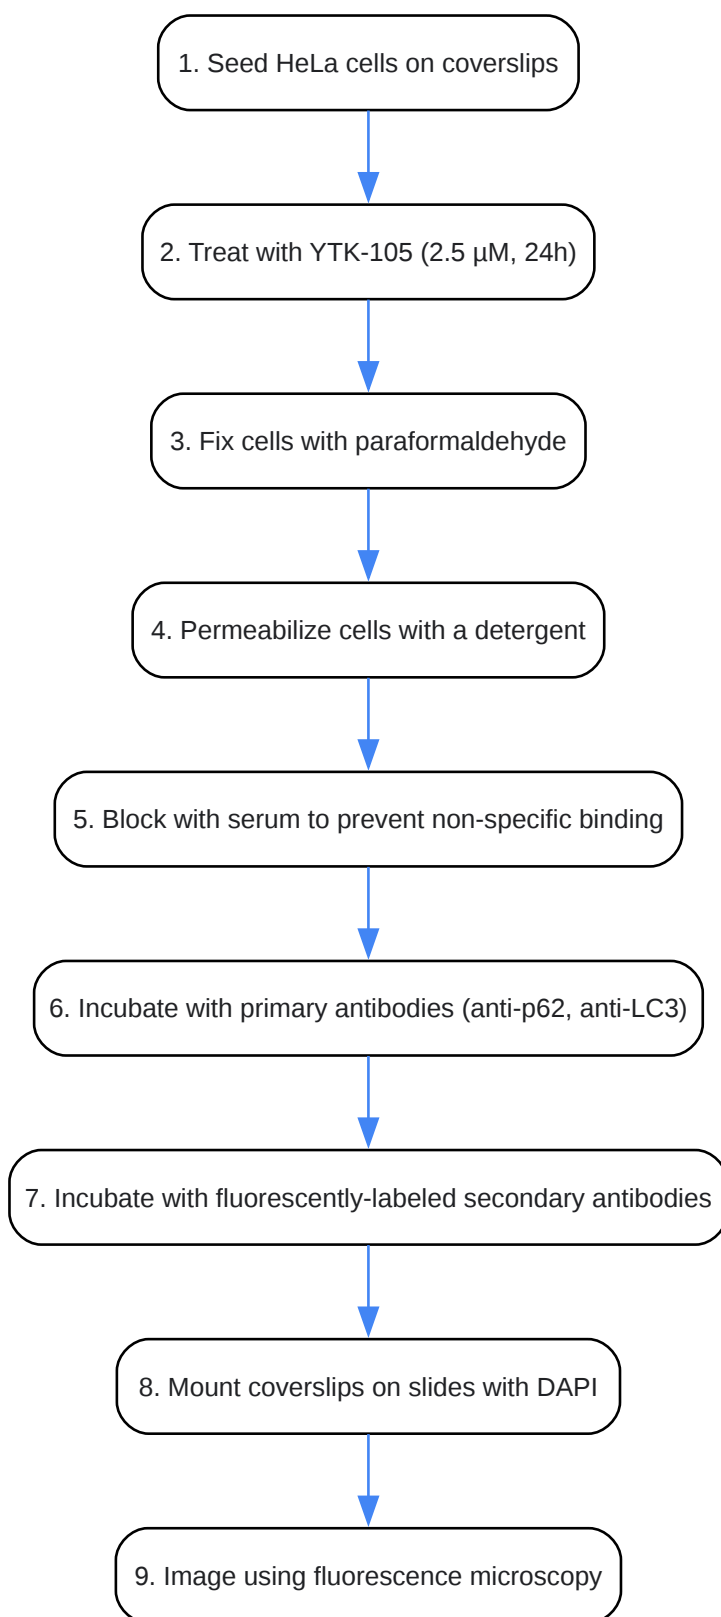 1. Seed HeLa cells on coverslips
2. Treat with YTK-105 (2.5 µM, 24h)
3. Fix cells with paraformaldehyde
4. Permeabilize cells with a detergent
5. Block with serum to prevent non-specific binding
6. Incubate with primary antibodies (anti-p62, anti-LC3)
7. Incubate with fluorescently-labeled secondary antibodies
8. Mount coverslips on slides with DAPI
9. Image using fluorescence microscopy